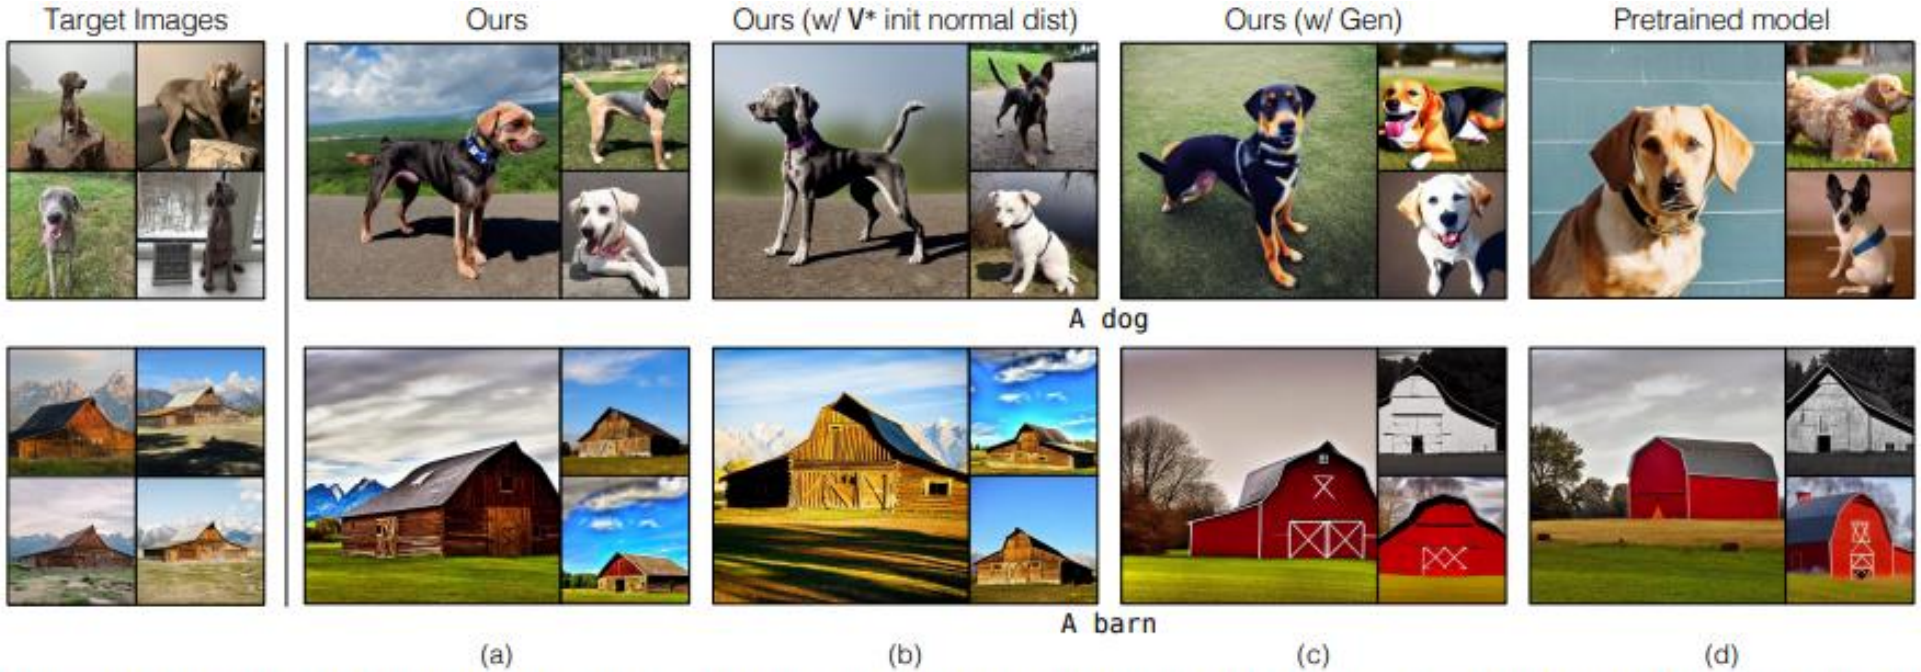 Target Images
Ours
Ours (w/ V* init normal dist)
Ours (w/ Gen)
Pretrained model
A dog
A barn
(a)
(b)
(c)
(d)